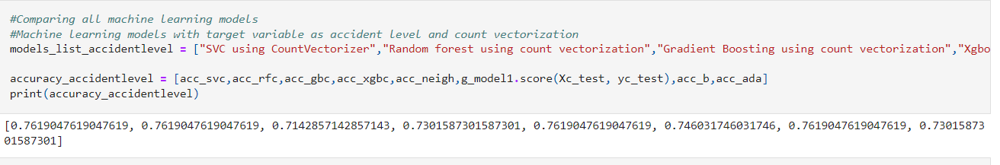 #Comparing all machine learning models
#Machine learning models with target variable as accident level and count vectorization
models_list_accidentlevel = ["SVC using CountVectorizer","Random forest using count vectorization","Gradient Boosting using count vectorization","Xgbo
accuracy_accidentlevel = [acc_svc,acc_rfc,acc_gbc,acc_xgbc,acc_neigh,g_model1.score(Xc_test, yc_test),acc_b,acc_ada]
print(accuracy_accidentlevel)
[0.7619047619047619, 0.7619047619047619, 0.7142857142857143, 0.7301587301587301, 0.7619047619047619, 0.746031746031746, 0.7619047619047619, 0.73015873
01587301]